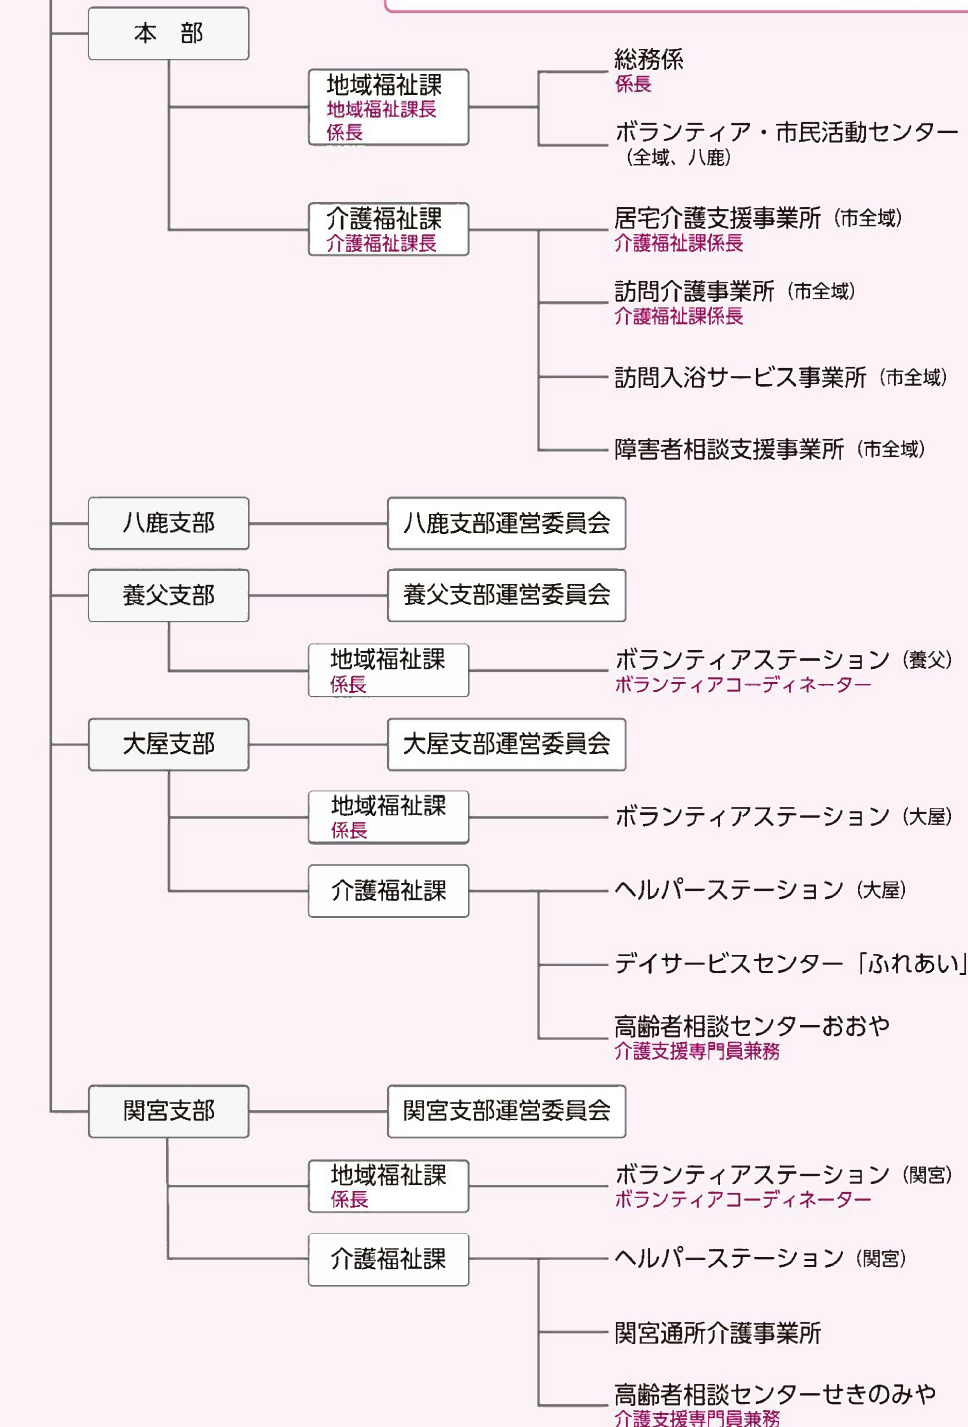 本　部
地域福祉課
地域福祉課長
係長
総務係
係長
ボランティア・市民活動センター
（全域、八鹿）
介護福祉課
介護福祉課長
居宅介護支援事業所（市全域）
介護福祉課係長
訪問介護事業所（市全域）
介護福祉課係長
訪問入浴サービス事業所（市全域）
障害者相談支援事業所（市全域）
八鹿支部
八鹿支部運営委員会
養父支部
養父支部運営委員会
地域福祉課
係長
ボランティアステーション（養父）
ボランティアコーディネーター
大屋支部
大屋支部運営委員会
地域福祉課
係長
ボランティアステーション（大屋）
介護福祉課
ヘルパーステーション（大屋）
デイサービスセンター「ふれあい」
高齢者相談センターおおや
介護支援専門員兼務
関宮支部
関宮支部運営委員会
地域福祉課
係長
ボランティアステーション（関宮）
ボランティアコーディネーター
介護福祉課
ヘルパーステーション（関宮）
関宮通所介護事業所
高齢者相談センターせきのみや
介護支援専門員兼務